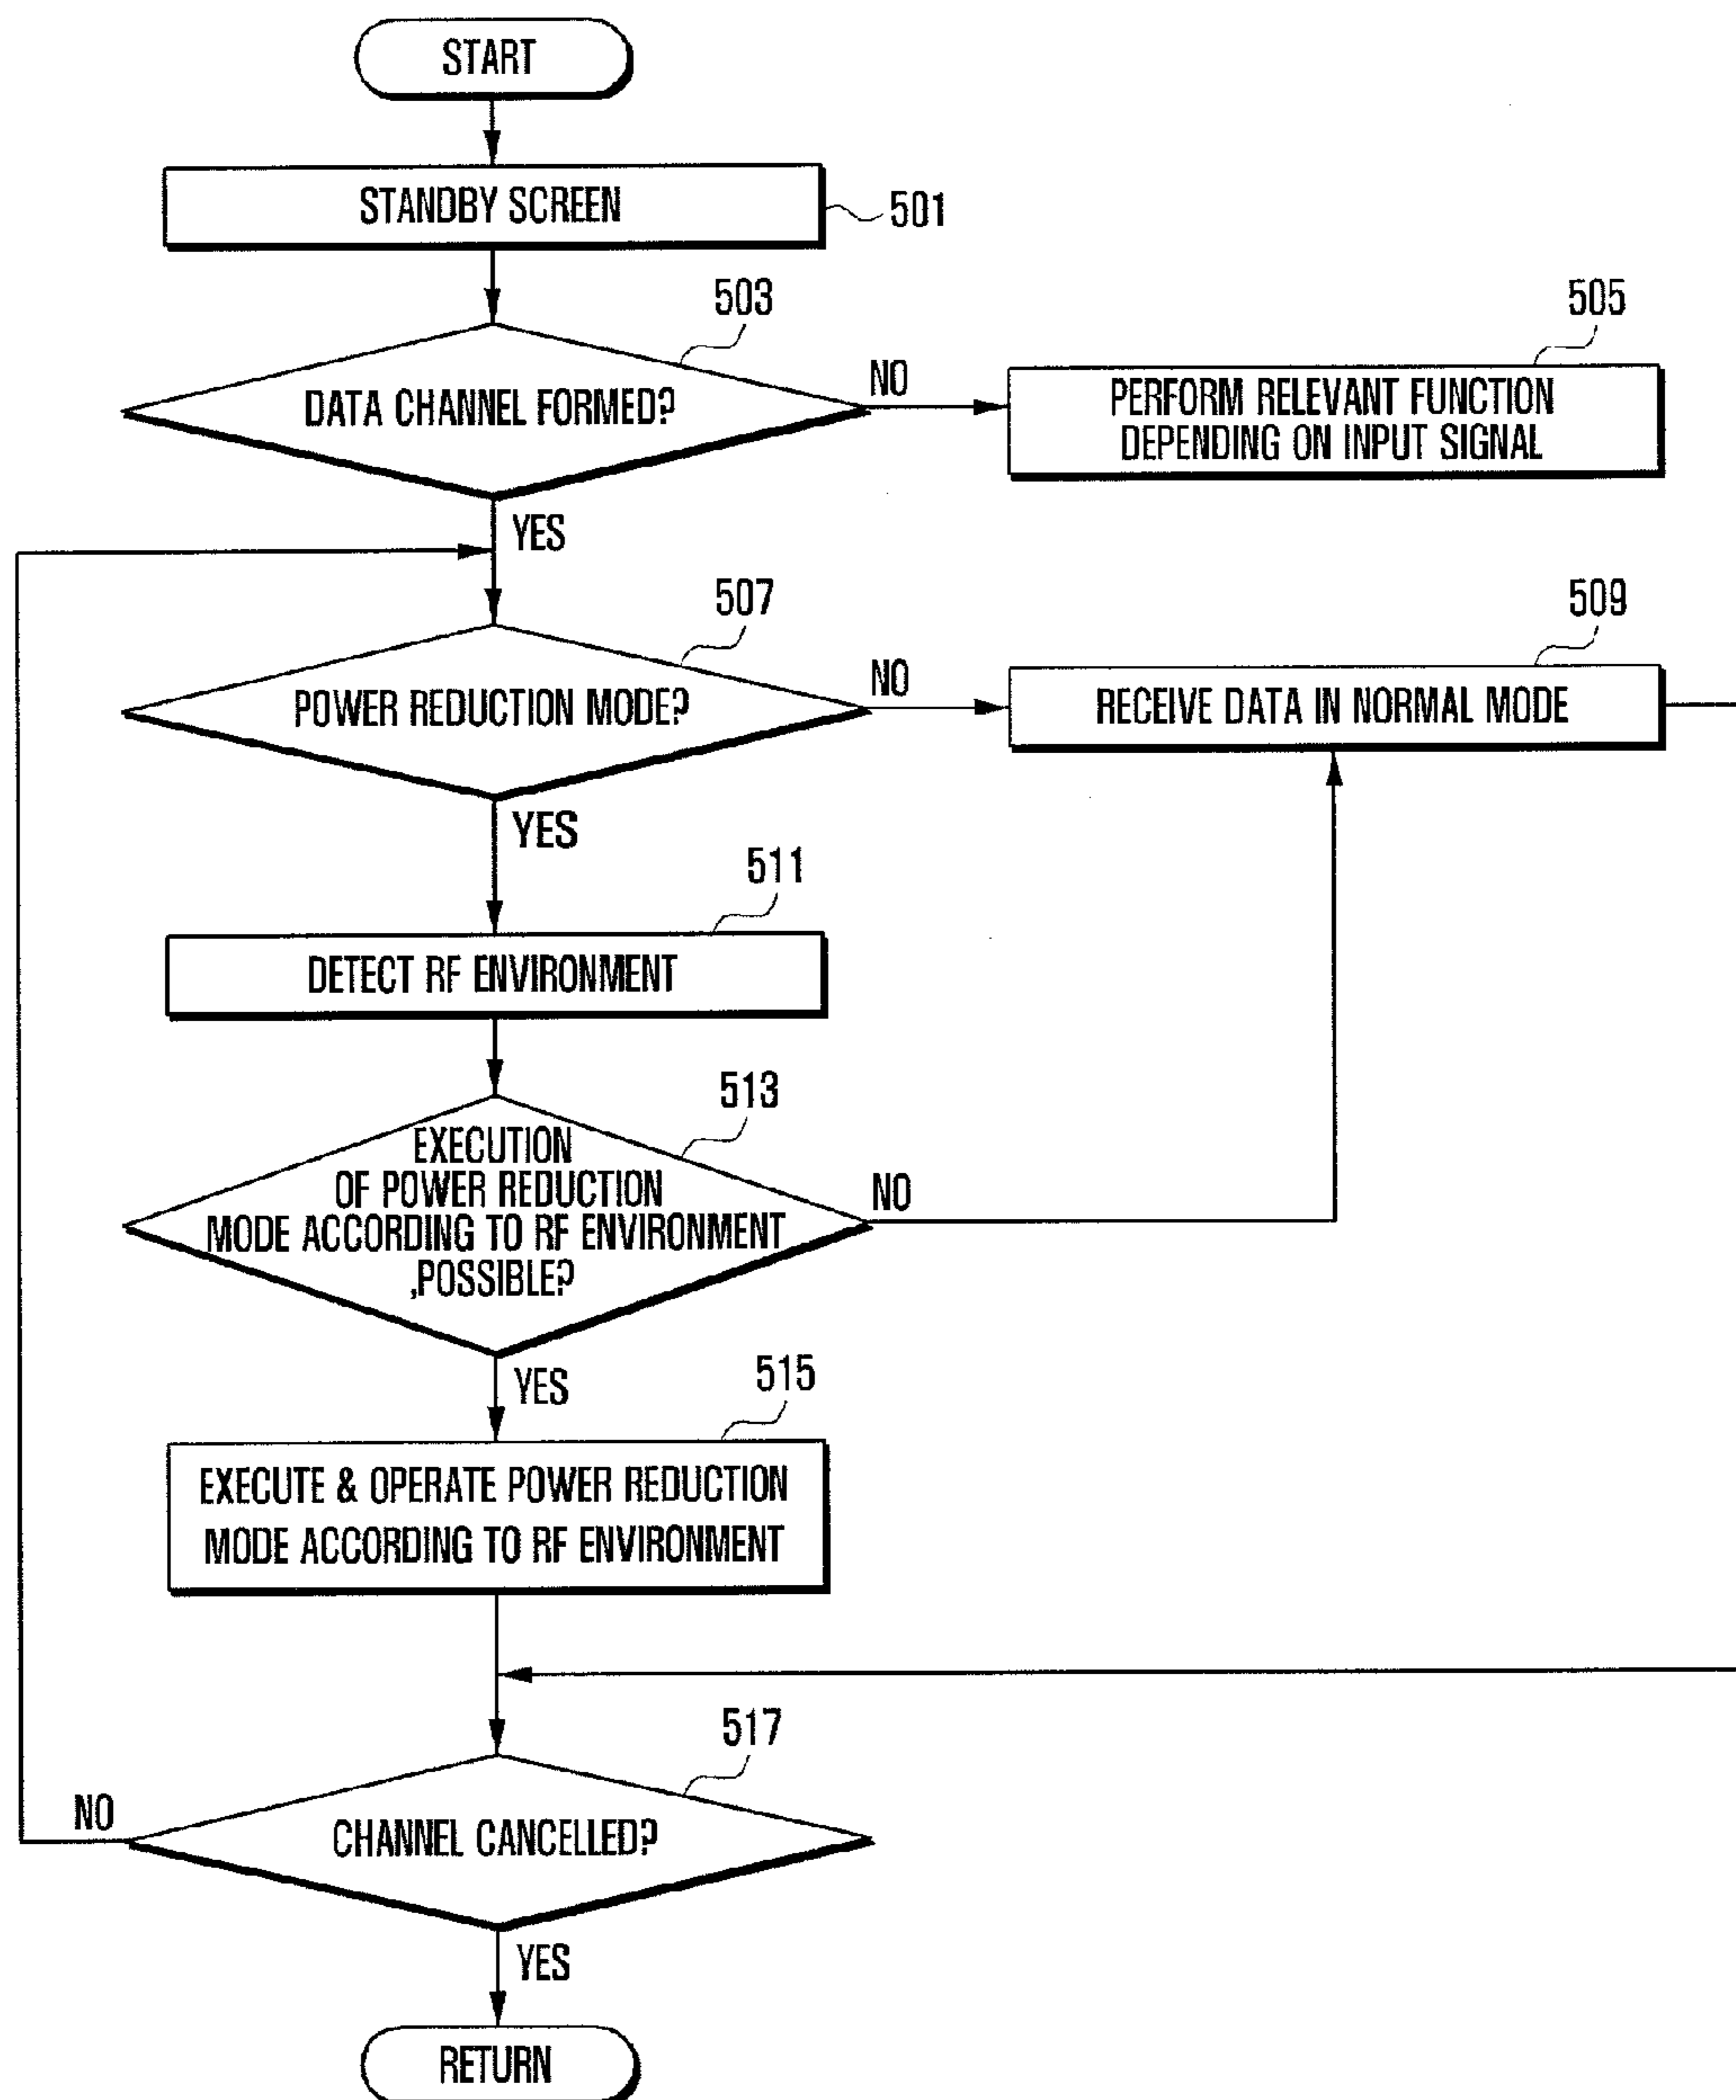 START
STANDBY SCREEN
501
503
DATA CHANNEL FORMED?
NO
505
PERFORM RELEVANT FUNCTION
DEPENDING ON INPUT SIGNAL
YES
507
POWER REDUCTION MODE?
NO
509
RECEIVE DATA IN NORMAL MODE
YES
511
DETECT RF ENVIRONMENT
513
EXECUTION
OF POWER REDUCTION
MODE ACCORDING TO RF ENVIRONMENT
,POSSIBLE?
NO
YES
515
EXECUTE & OPERATE POWER REDUCTION
MODE ACCORDING TO RF ENVIRONMENT
517
CHANNEL CANCELLED?
NO
YES
RETURN